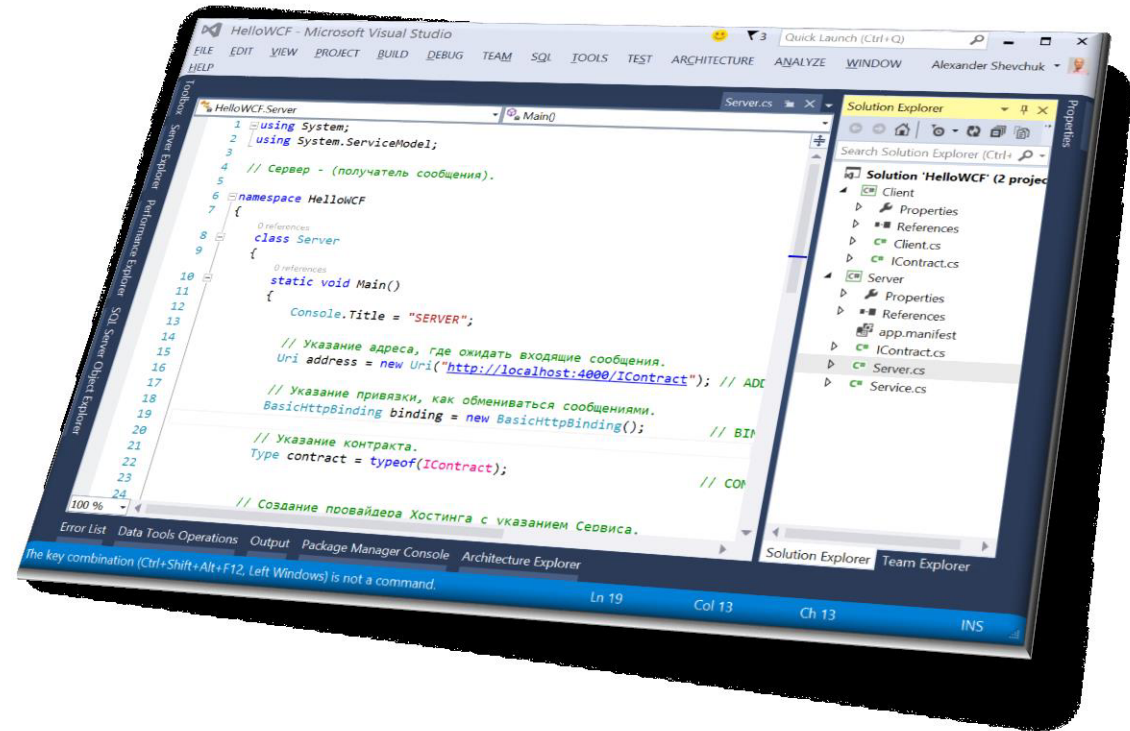 HelloWCF - Microsoft Visual Studio
3
Quick Launch (Ctrl+Q)
FILE EDIT VIEW PROJECT BUILD DEBUG TEAM SQL TOOLS TEST ARCHITECTURE ANALYZE WINDOW Alexander Shevchuk
HELP
Toolbox
Server Explorer
Performance Explorer
SQL Server Object Explorer
Server.cs
HelloWCF.Server
Main()
1 using System;
2 using System.ServiceModel;
3
4 // Сервер - (получатель сообщения).
5
6 namespace HelloWCF
7 {
0 references
8 class Server
9 {
0 references
10 static void Main()
11 {
12 Console.Title = "SERVER";
13
14 // Указание адреса, где ожидать входящие сообщения.
15 Uri address = new Uri("http://localhost:4000/IContract"); // ADD
16
17 // Указание привязки, как обмениваться сообщениями.
18 BasicHttpBinding binding = new BasicHttpBinding(); // BIN
19
20 // Указание контракта.
21 Type contract = typeof(IContract); // CON
22
23 // Создание провайдера Хостинга с указанием Сервиса.
24
100 %
Solution Explorer
Search Solution Explorer (Ctrl+
Solution 'HelloWCF' (2 projec
Client
Properties
References
Client.cs
IContract.cs
Server
Properties
References
app.manifest
IContract.cs
Server.cs
Service.cs
Solution Explorer Team Explorer
Properties
Error List Data Tools Operations Output Package Manager Console Architecture Explorer
The key combination (Ctrl+Shift+Alt+F12, Left Windows) is not a command.
Ln 19 Col 13 Ch 13 INS